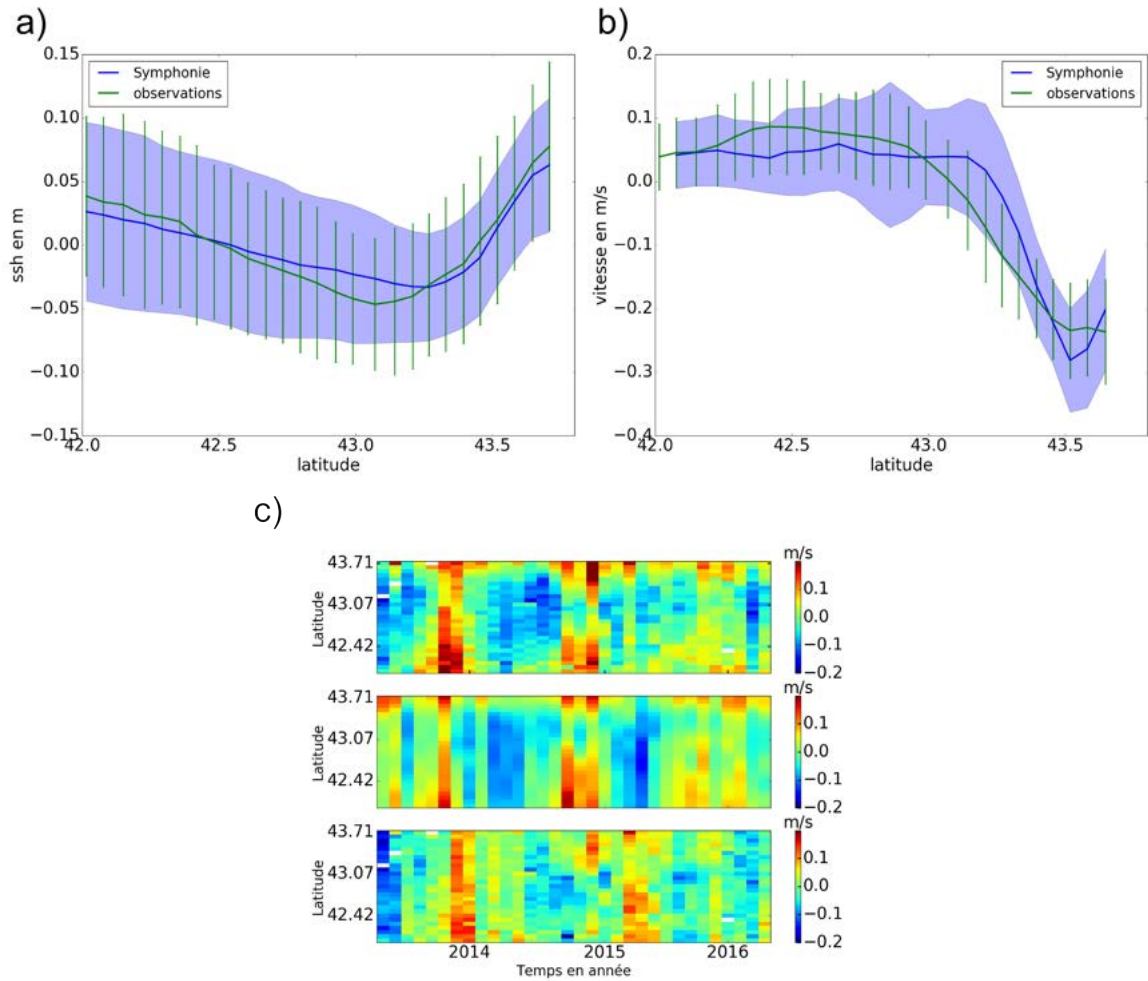 a)
0.15
0.10
0.05
0.00
−0.05
−0.10
−0.15
ssh en m
Symphonie
observations
42.0
42.5
43.0
43.5
latitude
b)
0.2
0.1
0.0
−0.1
−0.2
−0.3
−0.4
vitesse en m/s
Symphonie
observations
42.0
42.5
43.0
43.5
latitude
c)
43.71
43.07
42.42
Latitude
m/s
0.1
0.0
−0.1
−0.2
43.71
43.07
42.42
Latitude
m/s
0.1
0.0
−0.1
−0.2
43.71
43.07
42.42
Latitude
m/s
0.1
0.0
−0.1
−0.2
2014
2015
2016
Temps en année